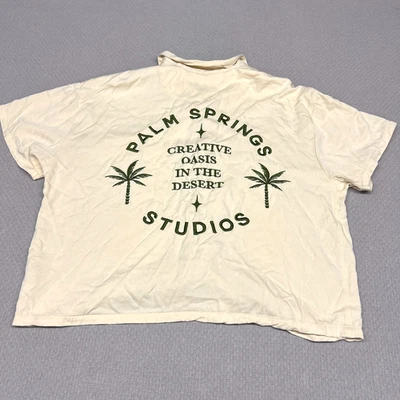 PALM SPRINGS
CREATIVE
OASIS
IN THE
DESERT
STUDIOS